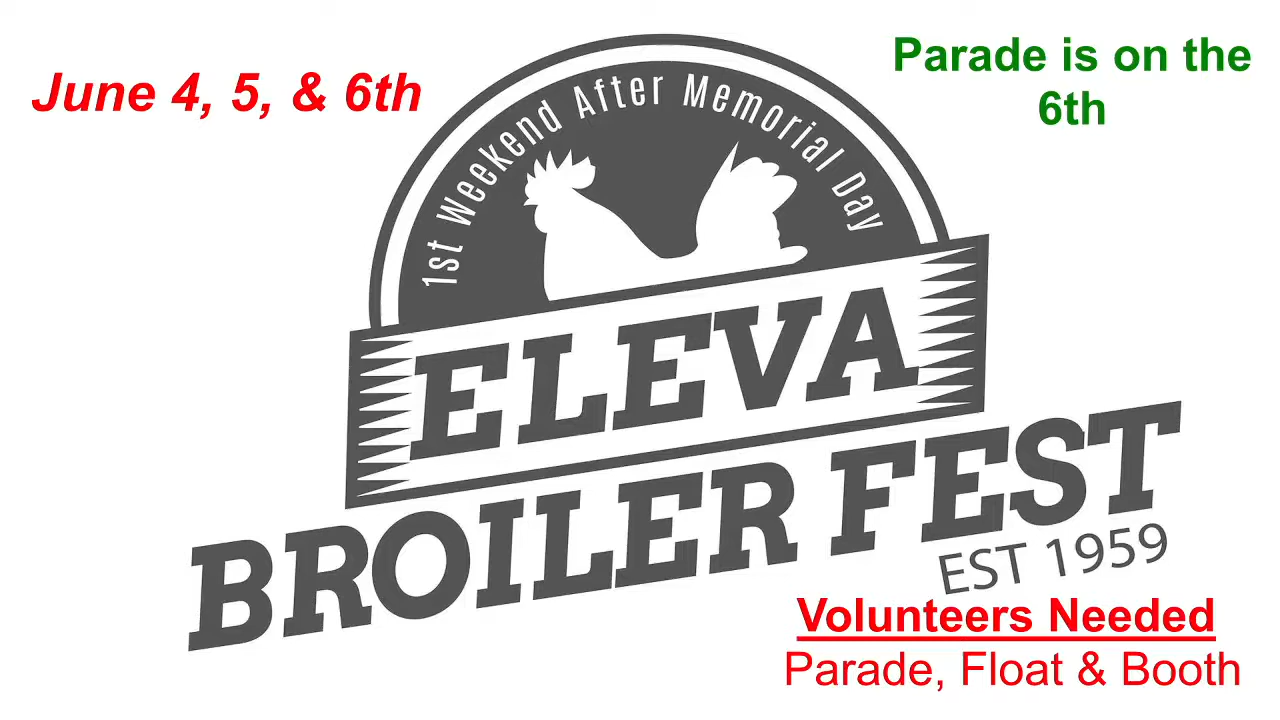 June 4, 5, & 6th
Parade is on the
6th
1st Weekend After Memorial Day
ELEVA
BROILER FEST
EST 1959
Volunteers Needed
Parade, Float & Booth